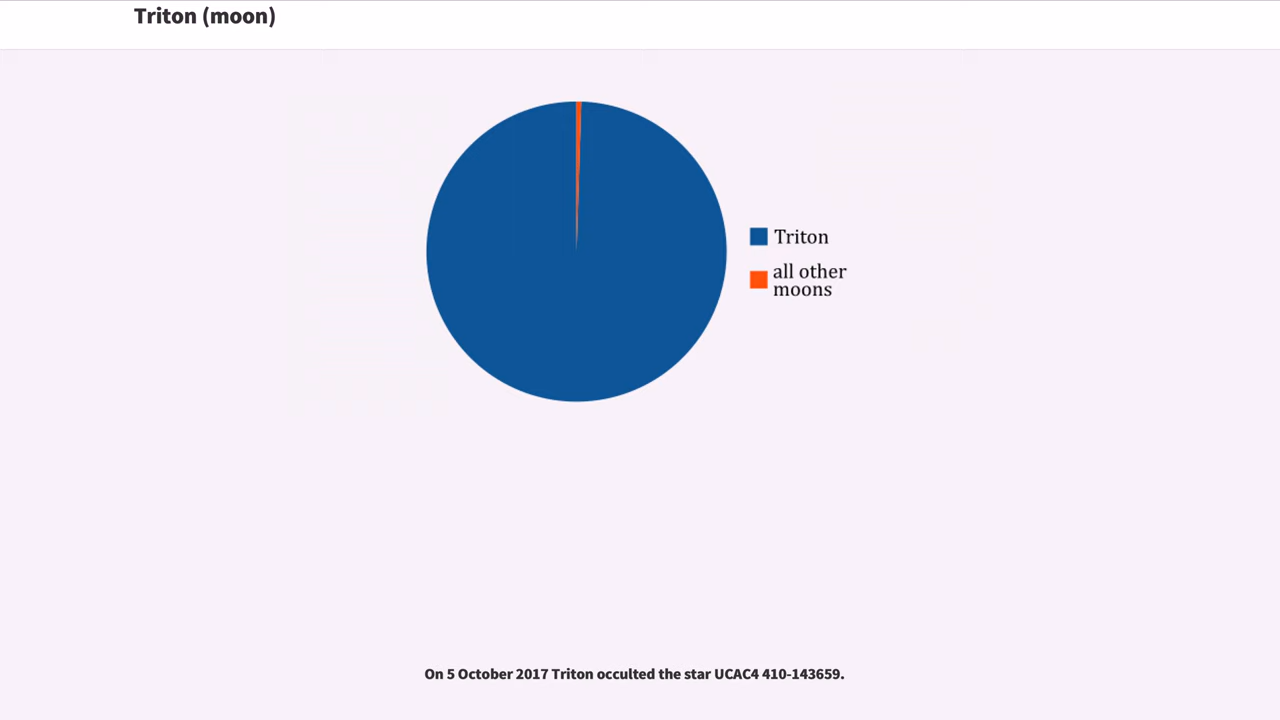 Triton (moon)
Triton
all other
moons
On 5 October 2017 Triton occulted the star UCAC4 410-143659.